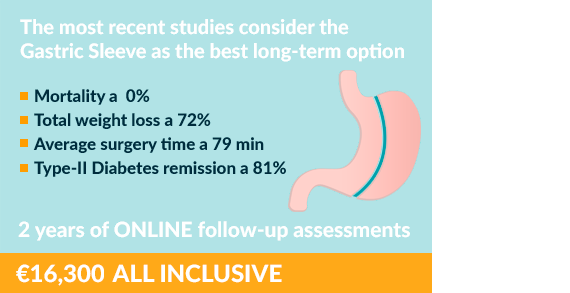 The most recent studies consider the
Gastric Sleeve as the best long-term option
Mortality a 0%
Total weight loss a 72%
Average surgery time a 79 min
Type-II Diabetes remission a 81%
2 years of ONLINE follow-up assessments
€16,300 ALL INCLUSIVE